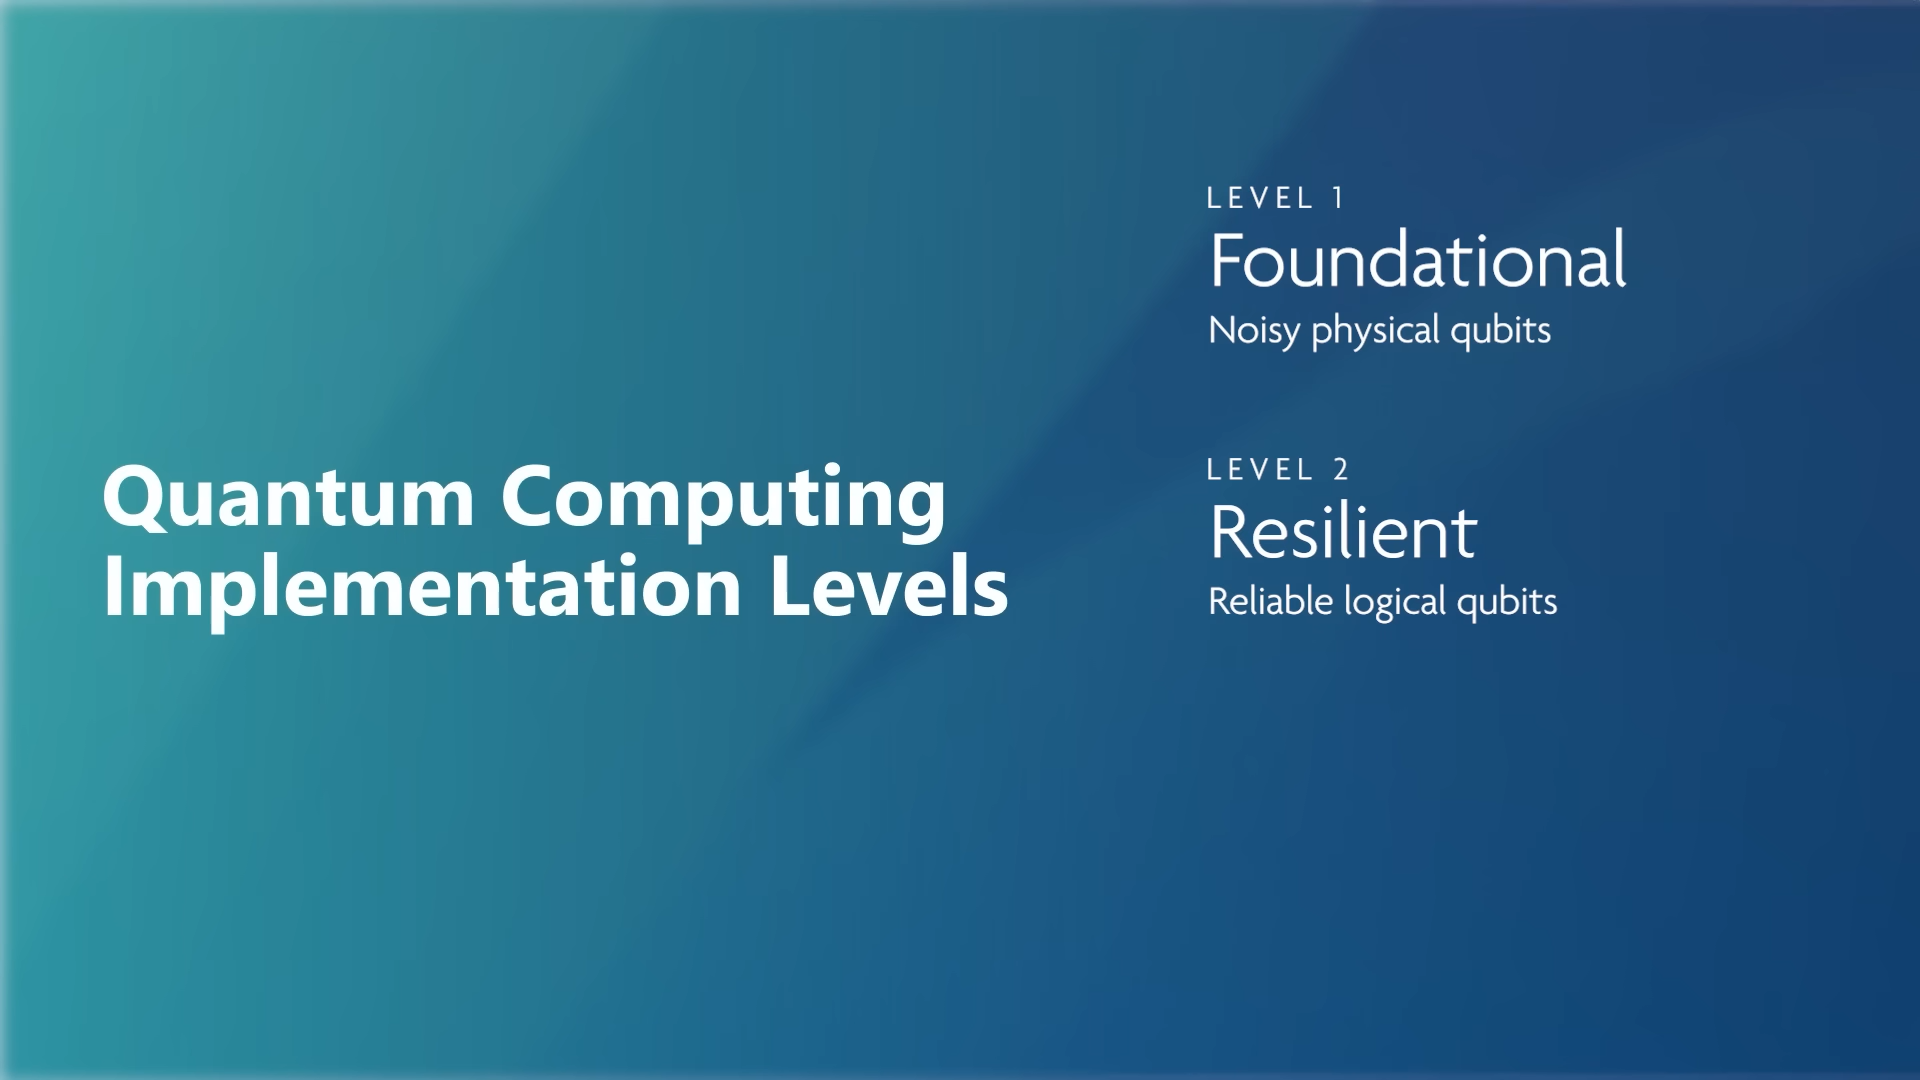 Quantum Computing
Implementation Levels
LEVEL 1
Foundational
Noisy physical qubits
LEVEL 2
Resilient
Reliable logical qubits